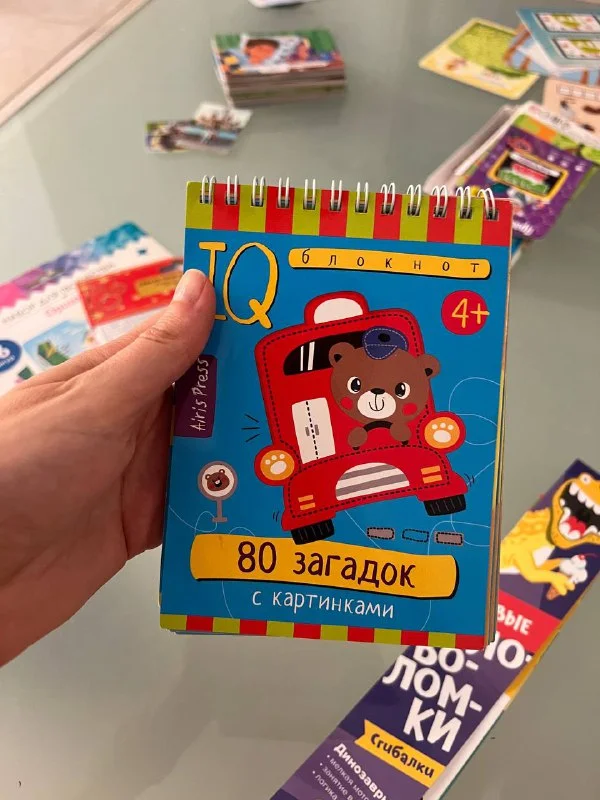 IQ
блокнот
4+
Airis Press
80 загадок
с картинками
ЛОМ-
КИ
Сгибалки
Динозавры